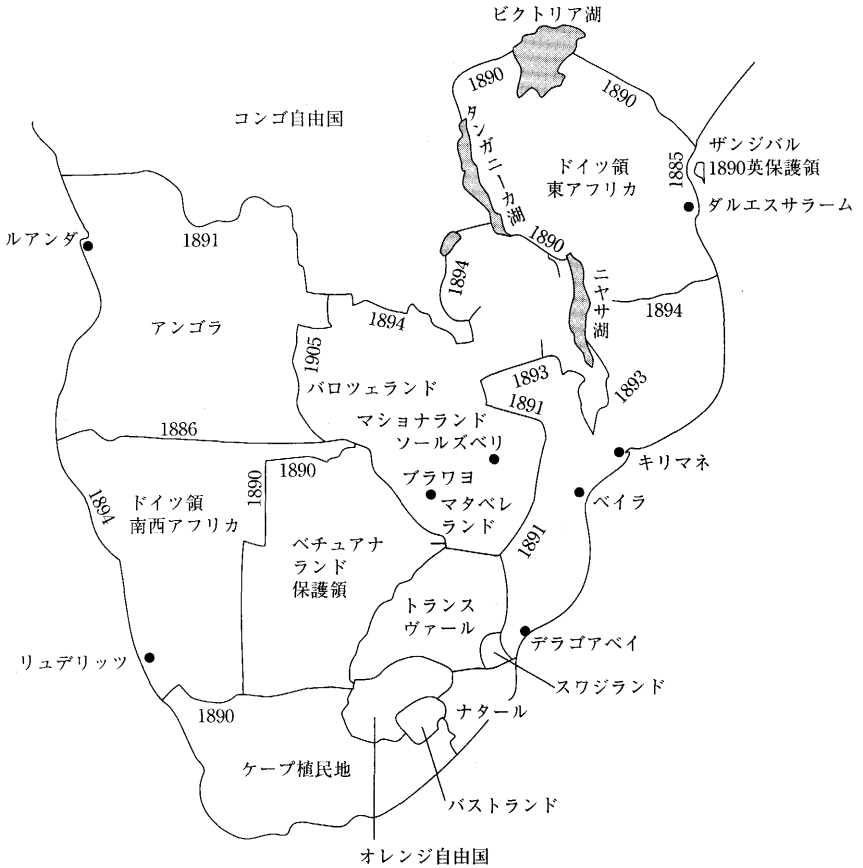 ビクトリア湖
1890
1890
コンゴ自由国
タンガニーカ湖
ドイツ領
東アフリカ
1885
ザンジバル
1890英保護領
ダルエスサラーム
ルアンダ
1891
1890
1894
ニヤサ湖
1894
アンゴラ
1894
1905
バロツェランド
1893
1891
1893
マショナランド
ソールズベリ
1886
キリマネ
1890
1890
ブラワヨ
マタベレ
ランド
ベイラ
1894
ドイツ領
南西アフリカ
1891
ベチュアナ
ランド
保護領
トランス
ヴァール
デラゴアベイ
リュデリッツ
スワジランド
1890
ナタール
ケープ植民地
バストランド
オレンジ自由国